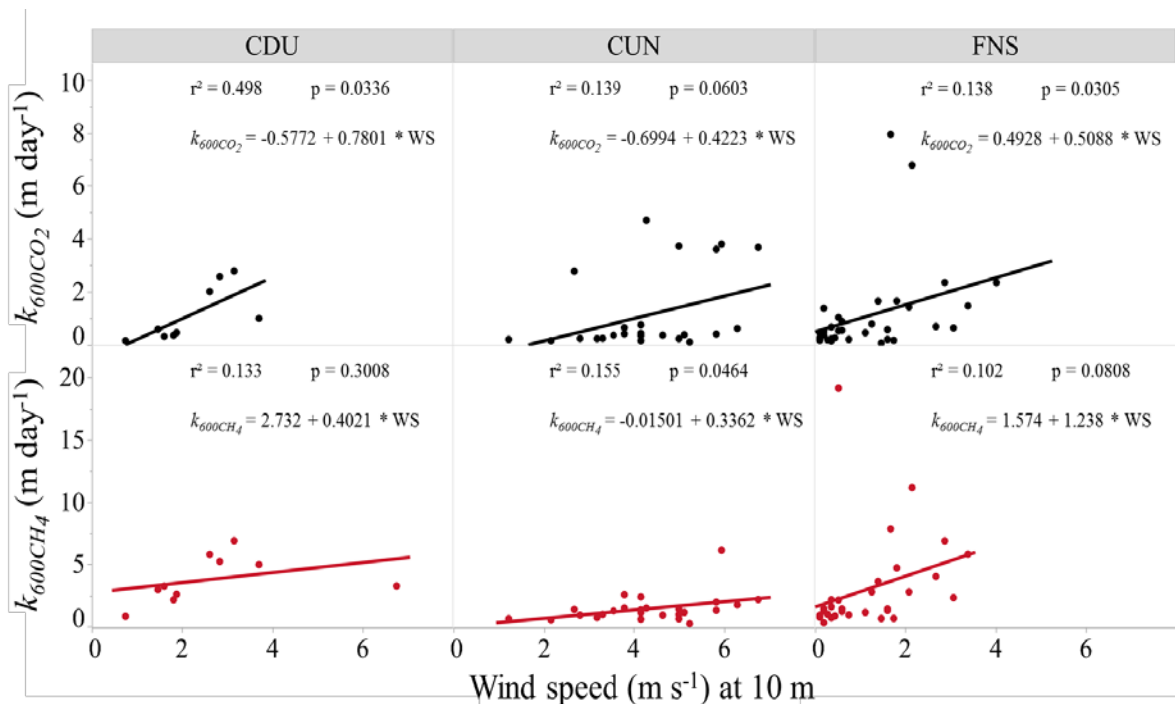 CDU CUN FNS
r² = 0.498 p = 0.0336
k600CO2 = -0.5772 + 0.7801 * WS
r² = 0.139 p = 0.0603
k600CO2 = -0.6994 + 0.4223 * WS
r² = 0.138 p = 0.0305
k600CO2 = 0.4928 + 0.5088 * WS
k600CO2 (m day-1)
10
8
6
4
2
0
r² = 0.133 p = 0.3008
k600CH4 = 2.732 + 0.4021 * WS
r² = 0.155 p = 0.0464
k600CH4 = -0.01501 + 0.3362 * WS
r² = 0.102 p = 0.0808
k600CH4 = 1.574 + 1.238 * WS
k600CH4 (m day-1)
20
15
10
5
0
0 2 4 6 0 2 4 6 0 2 4 6
Wind speed (m s-1) at 10 m